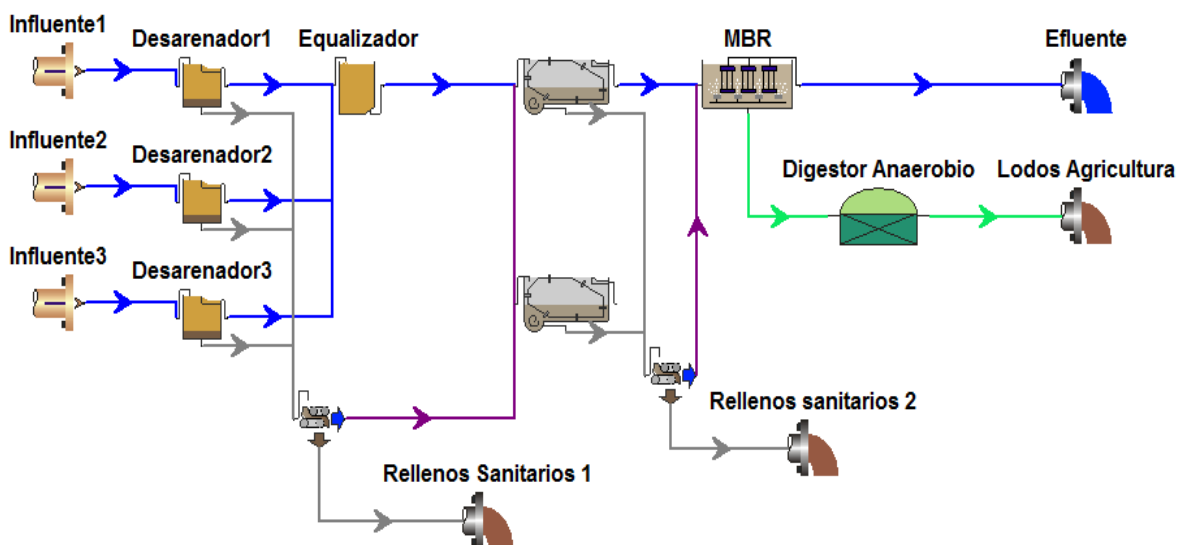 Influente1
Desarenador1
Equalizador
MBR
Efluente
Influente2
Desarenador2
Digestor Anaerobio
Lodos Agricultura
Influente3
Desarenador3
Rellenos sanitarios 2
Rellenos Sanitarios 1